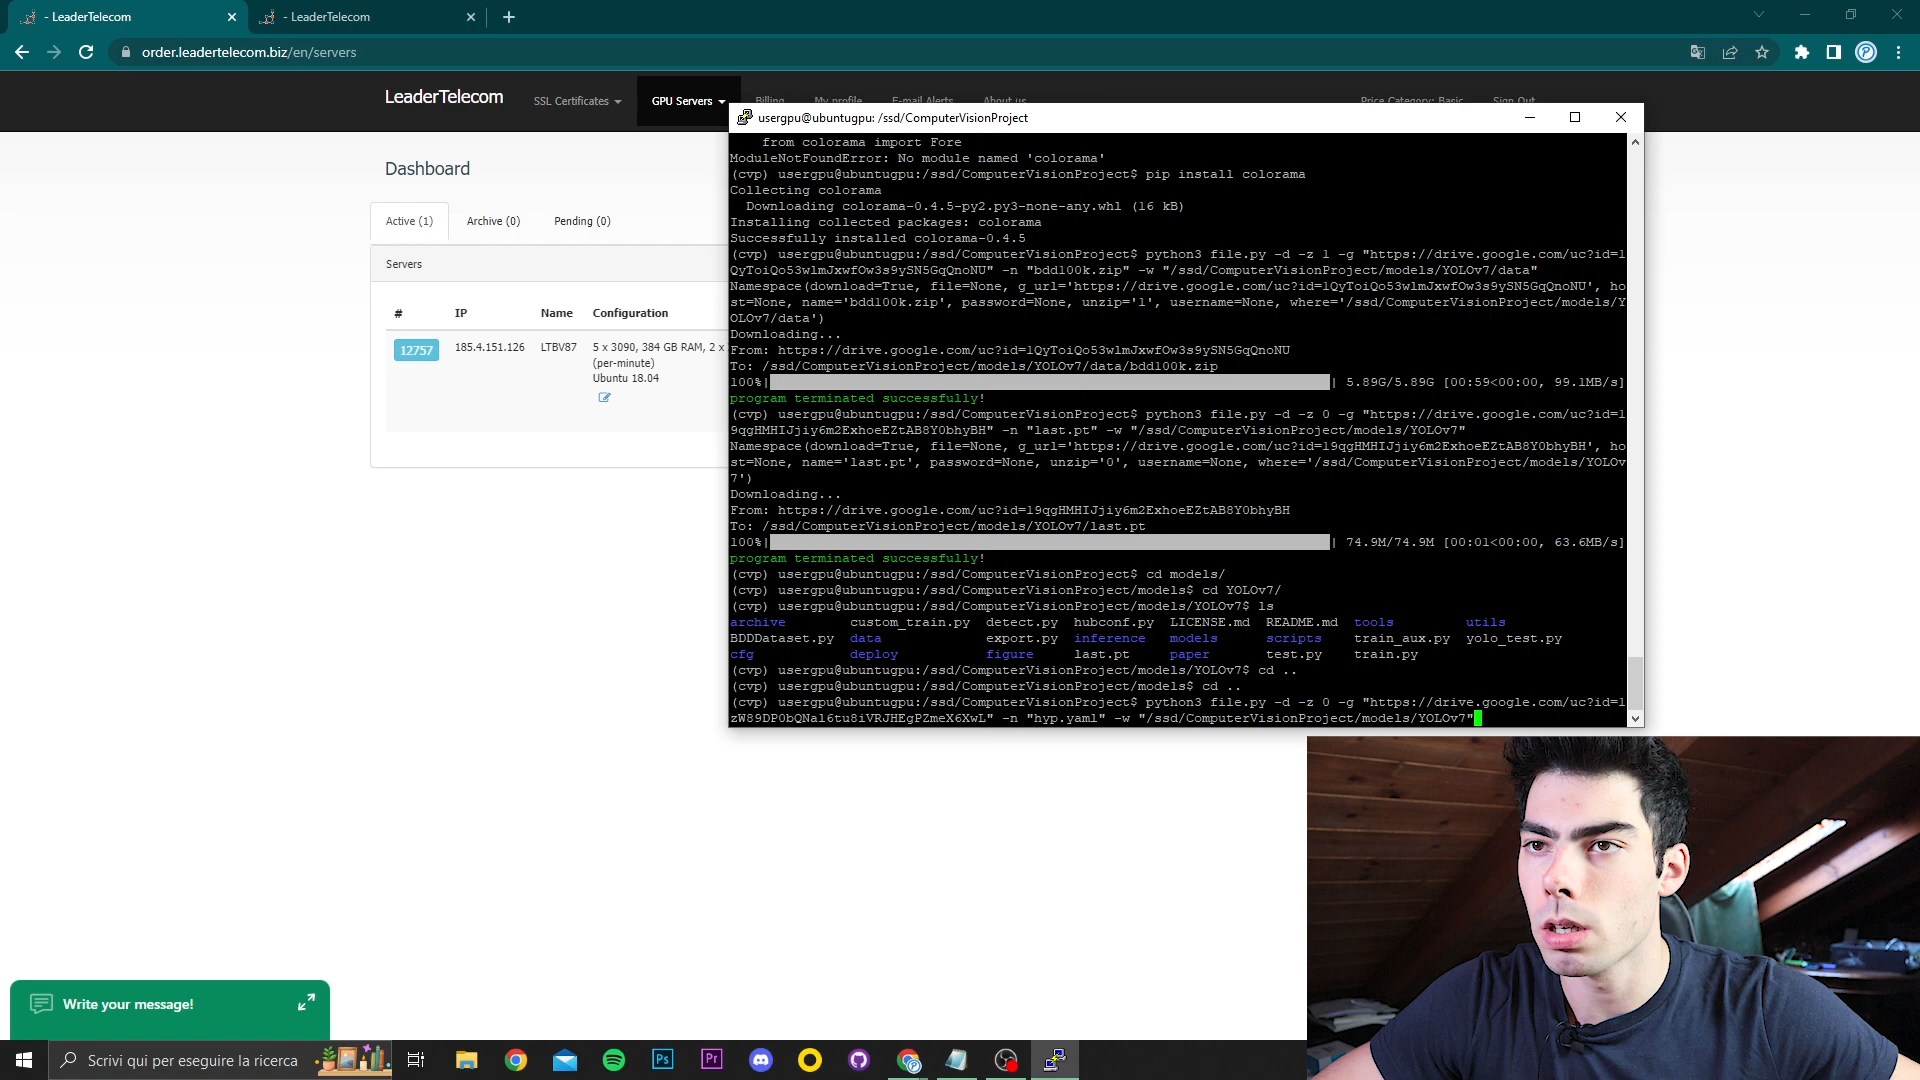 - LeaderTelecom
- LeaderTelecom
order.leadertelecom.biz/en/servers
LeaderTelecom
SSL Certificates
GPU Servers
Billing
My profile
E-mail Alerts
About us
Price Category: Basic
Sign Out
Dashboard
Active (1)
Archive (0)
Pending (0)
Servers
# IP Name Configuration
12757 185.4.151.126 LTBV87 5 x 3090, 384 GB RAM, 2 x
(per-minute)
Ubuntu 18.04
usergpu@ubuntugpu: /ssd/ComputerVisionProject
from colorama import Fore
ModuleNotFoundError: No module named 'colorama'
(cvp) usergpu@ubuntugpu:/ssd/ComputerVisionProject$ pip install colorama
Collecting colorama
Downloading colorama-0.4.5-py2.py3-none-any.whl (16 kB)
Installing collected packages: colorama
Successfully installed colorama-0.4.5
(cvp) usergpu@ubuntugpu:/ssd/ComputerVisionProject$ python3 file.py -d -z 1 -g "https://drive.google.com/uc?id=1
QyToiQo53wlmJxwfOw3s9ySN5GqQnoNU" -n "bdd100k.zip" -w "/ssd/ComputerVisionProject/models/YOLOv7/data"
Namespace(download=True, file=None, g_url='https://drive.google.com/uc?id=1QyToiQo53wlmJxwfOw3s9ySN5GqQnoNU', ho
st=None, name='bdd100k.zip', password=None, unzip='1', username=None, where='/ssd/ComputerVisionProject/models/Y
OLOv7/data')
Downloading...
From: https://drive.google.com/uc?id=1QyToiQo53wlmJxwfOw3s9ySN5GqQnoNU
To: /ssd/ComputerVisionProject/models/YOLOv7/data/bdd100k.zip
100%| | 5.89G/5.89G [00:59<00:00, 99.1MB/s]
program terminated successfully!
(cvp) usergpu@ubuntugpu:/ssd/ComputerVisionProject$ python3 file.py -d -z 0 -g "https://drive.google.com/uc?id=1
9qgHMHIJjiy6m2ExhoeEZtAB8Y0bhyBH" -n "last.pt" -w "/ssd/ComputerVisionProject/models/YOLOv7"
Namespace(download=True, file=None, g_url='https://drive.google.com/uc?id=19qgHMHIJjiy6m2ExhoeEZtAB8Y0bhyBH', ho
st=None, name='last.pt', password=None, unzip='0', username=None, where='/ssd/ComputerVisionProject/models/YOLOv
7')
Downloading...
From: https://drive.google.com/uc?id=19qgHMHIJjiy6m2ExhoeEZtAB8Y0bhyBH
To: /ssd/ComputerVisionProject/models/YOLOv7/last.pt
100%| | 74.9M/74.9M [00:01<00:00, 63.6MB/s]
program terminated successfully!
(cvp) usergpu@ubuntugpu:/ssd/ComputerVisionProject$ cd models/
(cvp) usergpu@ubuntugpu:/ssd/ComputerVisionProject/models$ cd YOLOv7/
(cvp) usergpu@ubuntugpu:/ssd/ComputerVisionProject/models/YOLOv7$ ls
archive custom_train.py detect.py hubconf.py LICENSE.md README.md tools utils
BDDDataset.py data export.py inference models scripts train_aux.py yolo_test.py
cfg deploy figure last.pt paper test.py train.py
(cvp) usergpu@ubuntugpu:/ssd/ComputerVisionProject/models/YOLOv7$ cd ..
(cvp) usergpu@ubuntugpu:/ssd/ComputerVisionProject/models$ cd ..
(cvp) usergpu@ubuntugpu:/ssd/ComputerVisionProject$ python3 file.py -d -z 0 -g "https://drive.google.com/uc?id=1
zW89DP0bQNal6tu8iVRJHEgPZmeX6XwL" -n "hyp.yaml" -w "/ssd/ComputerVisionProject/models/YOLOv7"
Write your message!
Scrivi qui per eseguire la ricerca
Ps
Pr